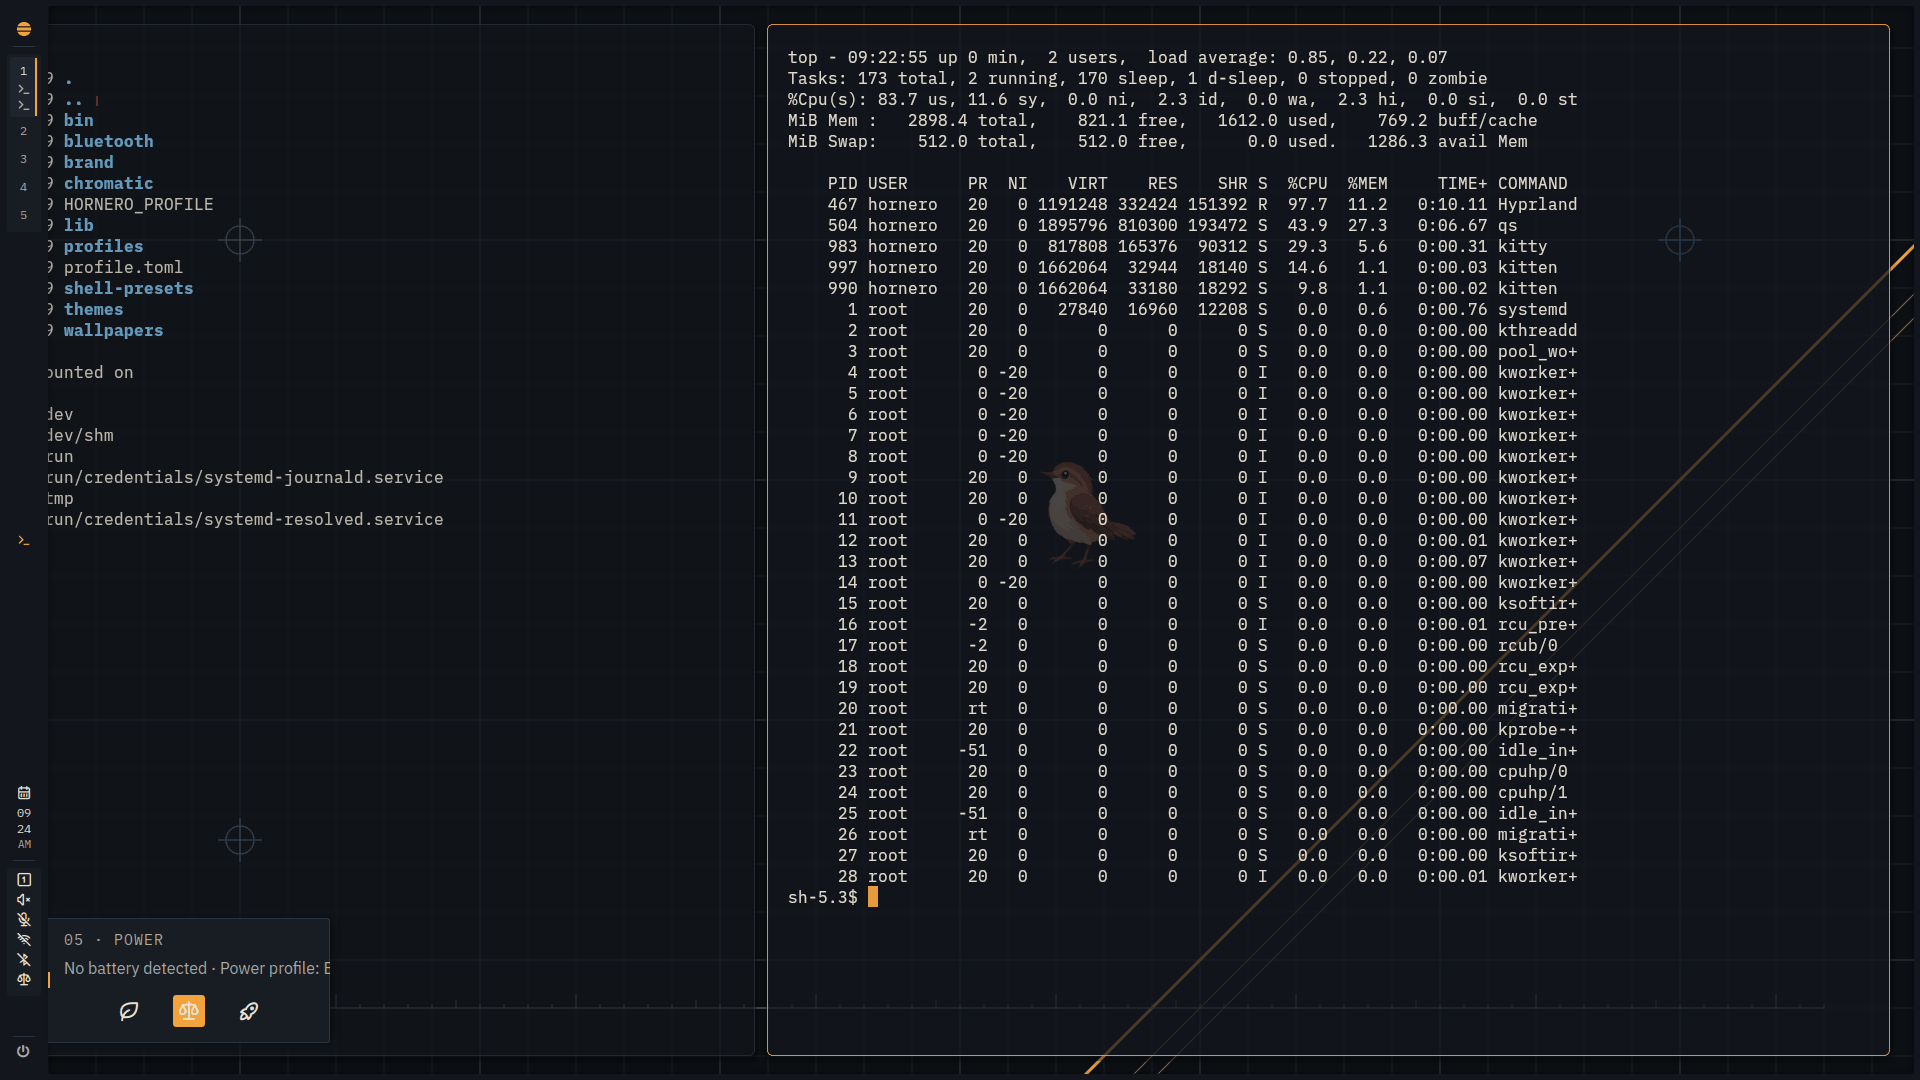 1
2
3
4
5
09
24
AM
1
9 .
9 ..
9 bin
9 bluetooth
9 brand
9 chromatic
9 HORNERO_PROFILE
9 lib
9 profiles
9 profile.toml
9 shell-presets
9 themes
9 wallpapers
ounted on
dev
dev/shm
run
run/credentials/systemd-journald.service
tmp
run/credentials/systemd-resolved.service
05 · POWER
No battery detected · Power profile:
top - 09:22:55 up 0 min,  2 users,  load average: 0.85, 0.22, 0.07
Tasks: 173 total, 2 running, 170 sleep, 1 d-sleep, 0 stopped, 0 zombie
%Cpu(s): 83.7 us, 11.6 sy,  0.0 ni,  2.3 id,  0.0 wa,  2.3 hi,  0.0 si,  0.0 st
MiB Mem :   2898.4 total,    821.1 free,   1612.0 used,    769.2 buff/cache
MiB Swap:    512.0 total,    512.0 free,      0.0 used.   1286.3 avail Mem
PID USER      PR  NI    VIRT    RES    SHR S  %CPU  %MEM     TIME+ COMMAND
467 hornero   20   0 1191248 332424 151392 R  97.7  11.2   0:10.11 Hyprland
504 hornero   20   0 1895796 810300 193472 S  43.9  27.3   0:06.67 qs
983 hornero   20   0  817808 165376  90312 S  29.3   5.6   0:00.31 kitty
997 hornero   20   0 1662064  32944  18140 S  14.6   1.1   0:00.03 kitten
990 hornero   20   0 1662064  33180  18292 S   9.8   1.1   0:00.02 kitten
1 root      20   0   27840  16960  12208 S   0.0   0.6   0:00.76 systemd
2 root      20   0       0      0      0 S   0.0   0.0   0:00.00 kthreadd
3 root      20   0       0      0      0 S   0.0   0.0   0:00.00 pool_wo+
4 root       0 -20       0      0      0 I   0.0   0.0   0:00.00 kworker+
5 root       0 -20       0      0      0 I   0.0   0.0   0:00.00 kworker+
6 root       0 -20       0      0      0 I   0.0   0.0   0:00.00 kworker+
7 root       0 -20       0      0      0 I   0.0   0.0   0:00.00 kworker+
8 root       0 -20       0      0      0 I   0.0   0.0   0:00.00 kworker+
9 root      20   0       0      0      0 I   0.0   0.0   0:00.00 kworker+
10 root      20   0       0      0      0 I   0.0   0.0   0:00.00 kworker+
11 root       0 -20       0      0      0 I   0.0   0.0   0:00.00 kworker+
12 root      20   0       0      0      0 I   0.0   0.0   0:00.01 kworker+
13 root      20   0       0      0      0 I   0.0   0.0   0:00.07 kworker+
14 root       0 -20       0      0      0 I   0.0   0.0   0:00.00 kworker+
15 root      20   0       0      0      0 S   0.0   0.0   0:00.00 ksoftir+
16 root      -2   0       0      0      0 I   0.0   0.0   0:00.01 rcu_pre+
17 root      -2   0       0      0      0 S   0.0   0.0   0:00.00 rcub/0
18 root      20   0       0      0      0 S   0.0   0.0   0:00.00 rcu_exp+
19 root      20   0       0      0      0 S   0.0   0.0   0:00.00 rcu_exp+
20 root      rt   0       0      0      0 S   0.0   0.0   0:00.00 migrati+
21 root      20   0       0      0      0 S   0.0   0.0   0:00.00 kprobe-+
22 root     -51   0       0      0      0 S   0.0   0.0   0:00.00 idle_in+
23 root      20   0       0      0      0 S   0.0   0.0   0:00.00 cpuhp/0
24 root      20   0       0      0      0 S   0.0   0.0   0:00.00 cpuhp/1
25 root     -51   0       0      0      0 S   0.0   0.0   0:00.00 idle_in+
26 root      rt   0       0      0      0 S   0.0   0.0   0:00.00 migrati+
27 root      20   0       0      0      0 S   0.0   0.0   0:00.00 ksoftir+
28 root      20   0       0      0      0 I   0.0   0.0   0:00.01 kworker+
sh-5.3$